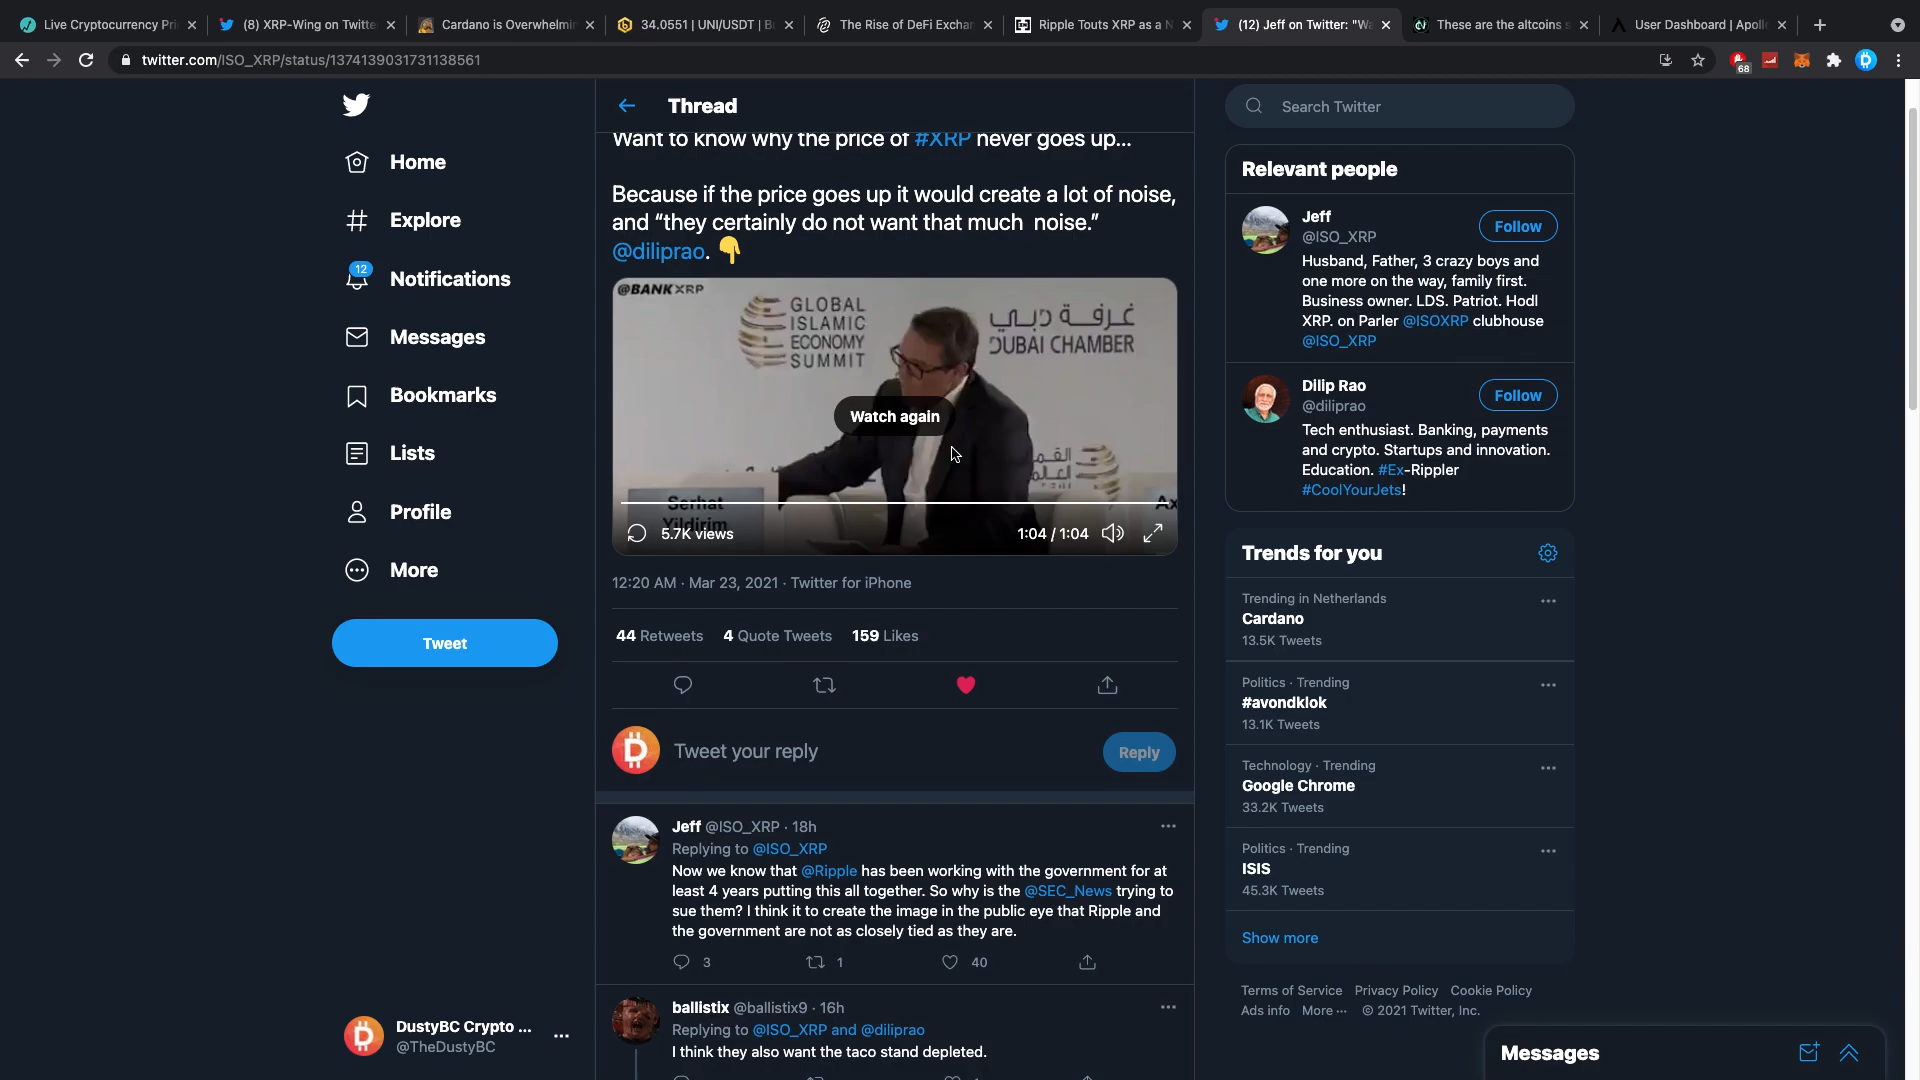 Live Cryptocurrency Pri
(8) XRP-Wing on Twitte
Cardano is Overwhelmin
34.0551 | UNI/USDT | B
The Rise of DeFi Exchan
Ripple Touts XRP as a N
(12) Jeff on Twitter: "Wa
These are the altcoins s
User Dashboard | Apoll
twitter.com/ISO_XRP/status/1374139031731138561
68
Home
Explore
12
Notifications
Messages
Bookmarks
Lists
Profile
More
Tweet
DustyBC Crypto ...
@TheDustyBC
Thread
Want to know why the price of #XRP never goes up...
Because if the price goes up it would create a lot of noise,
and “they certainly do not want that much noise.”
@diliprao. 👇
@BANKXRP
GLOBAL
ISLAMIC
ECONOMY
SUMMIT
غرفة دبي
DUBAI CHAMBER
Watch again
Serhat
Yildirim
Ax
5.7K views
1:04 / 1:04
12:20 AM · Mar 23, 2021 · Twitter for iPhone
44 Retweets 4 Quote Tweets 159 Likes
Tweet your reply
Reply
Jeff @ISO_XRP · 18h
Replying to @ISO_XRP
Now we know that @Ripple has been working with the government for at
least 4 years putting this all together. So why is the @SEC_News trying to
sue them? I think it to create the image in the public eye that Ripple and
the government are not as closely tied as they are.
3 1 40
ballistix @ballistix9 · 16h
Replying to @ISO_XRP and @diliprao
I think they also want the taco stand depleted.
Search Twitter
Relevant people
Jeff
@ISO_XRP
Follow
Husband, Father, 3 crazy boys and
one more on the way, family first.
Business owner. LDS. Patriot. Hodl
XRP. on Parler @ISOXRP clubhouse
@ISO_XRP
Dilip Rao
@diliprao
Follow
Tech enthusiast. Banking, payments
and crypto. Startups and innovation.
Education. #Ex-Rippler
#CoolYourJets!
Trends for you
Trending in Netherlands
Cardano
13.5K Tweets
Politics · Trending
#avondklok
13.1K Tweets
Technology · Trending
Google Chrome
33.2K Tweets
Politics · Trending
ISIS
45.3K Tweets
Show more
Terms of Service Privacy Policy Cookie Policy
Ads info More ··· © 2021 Twitter, Inc.
Messages